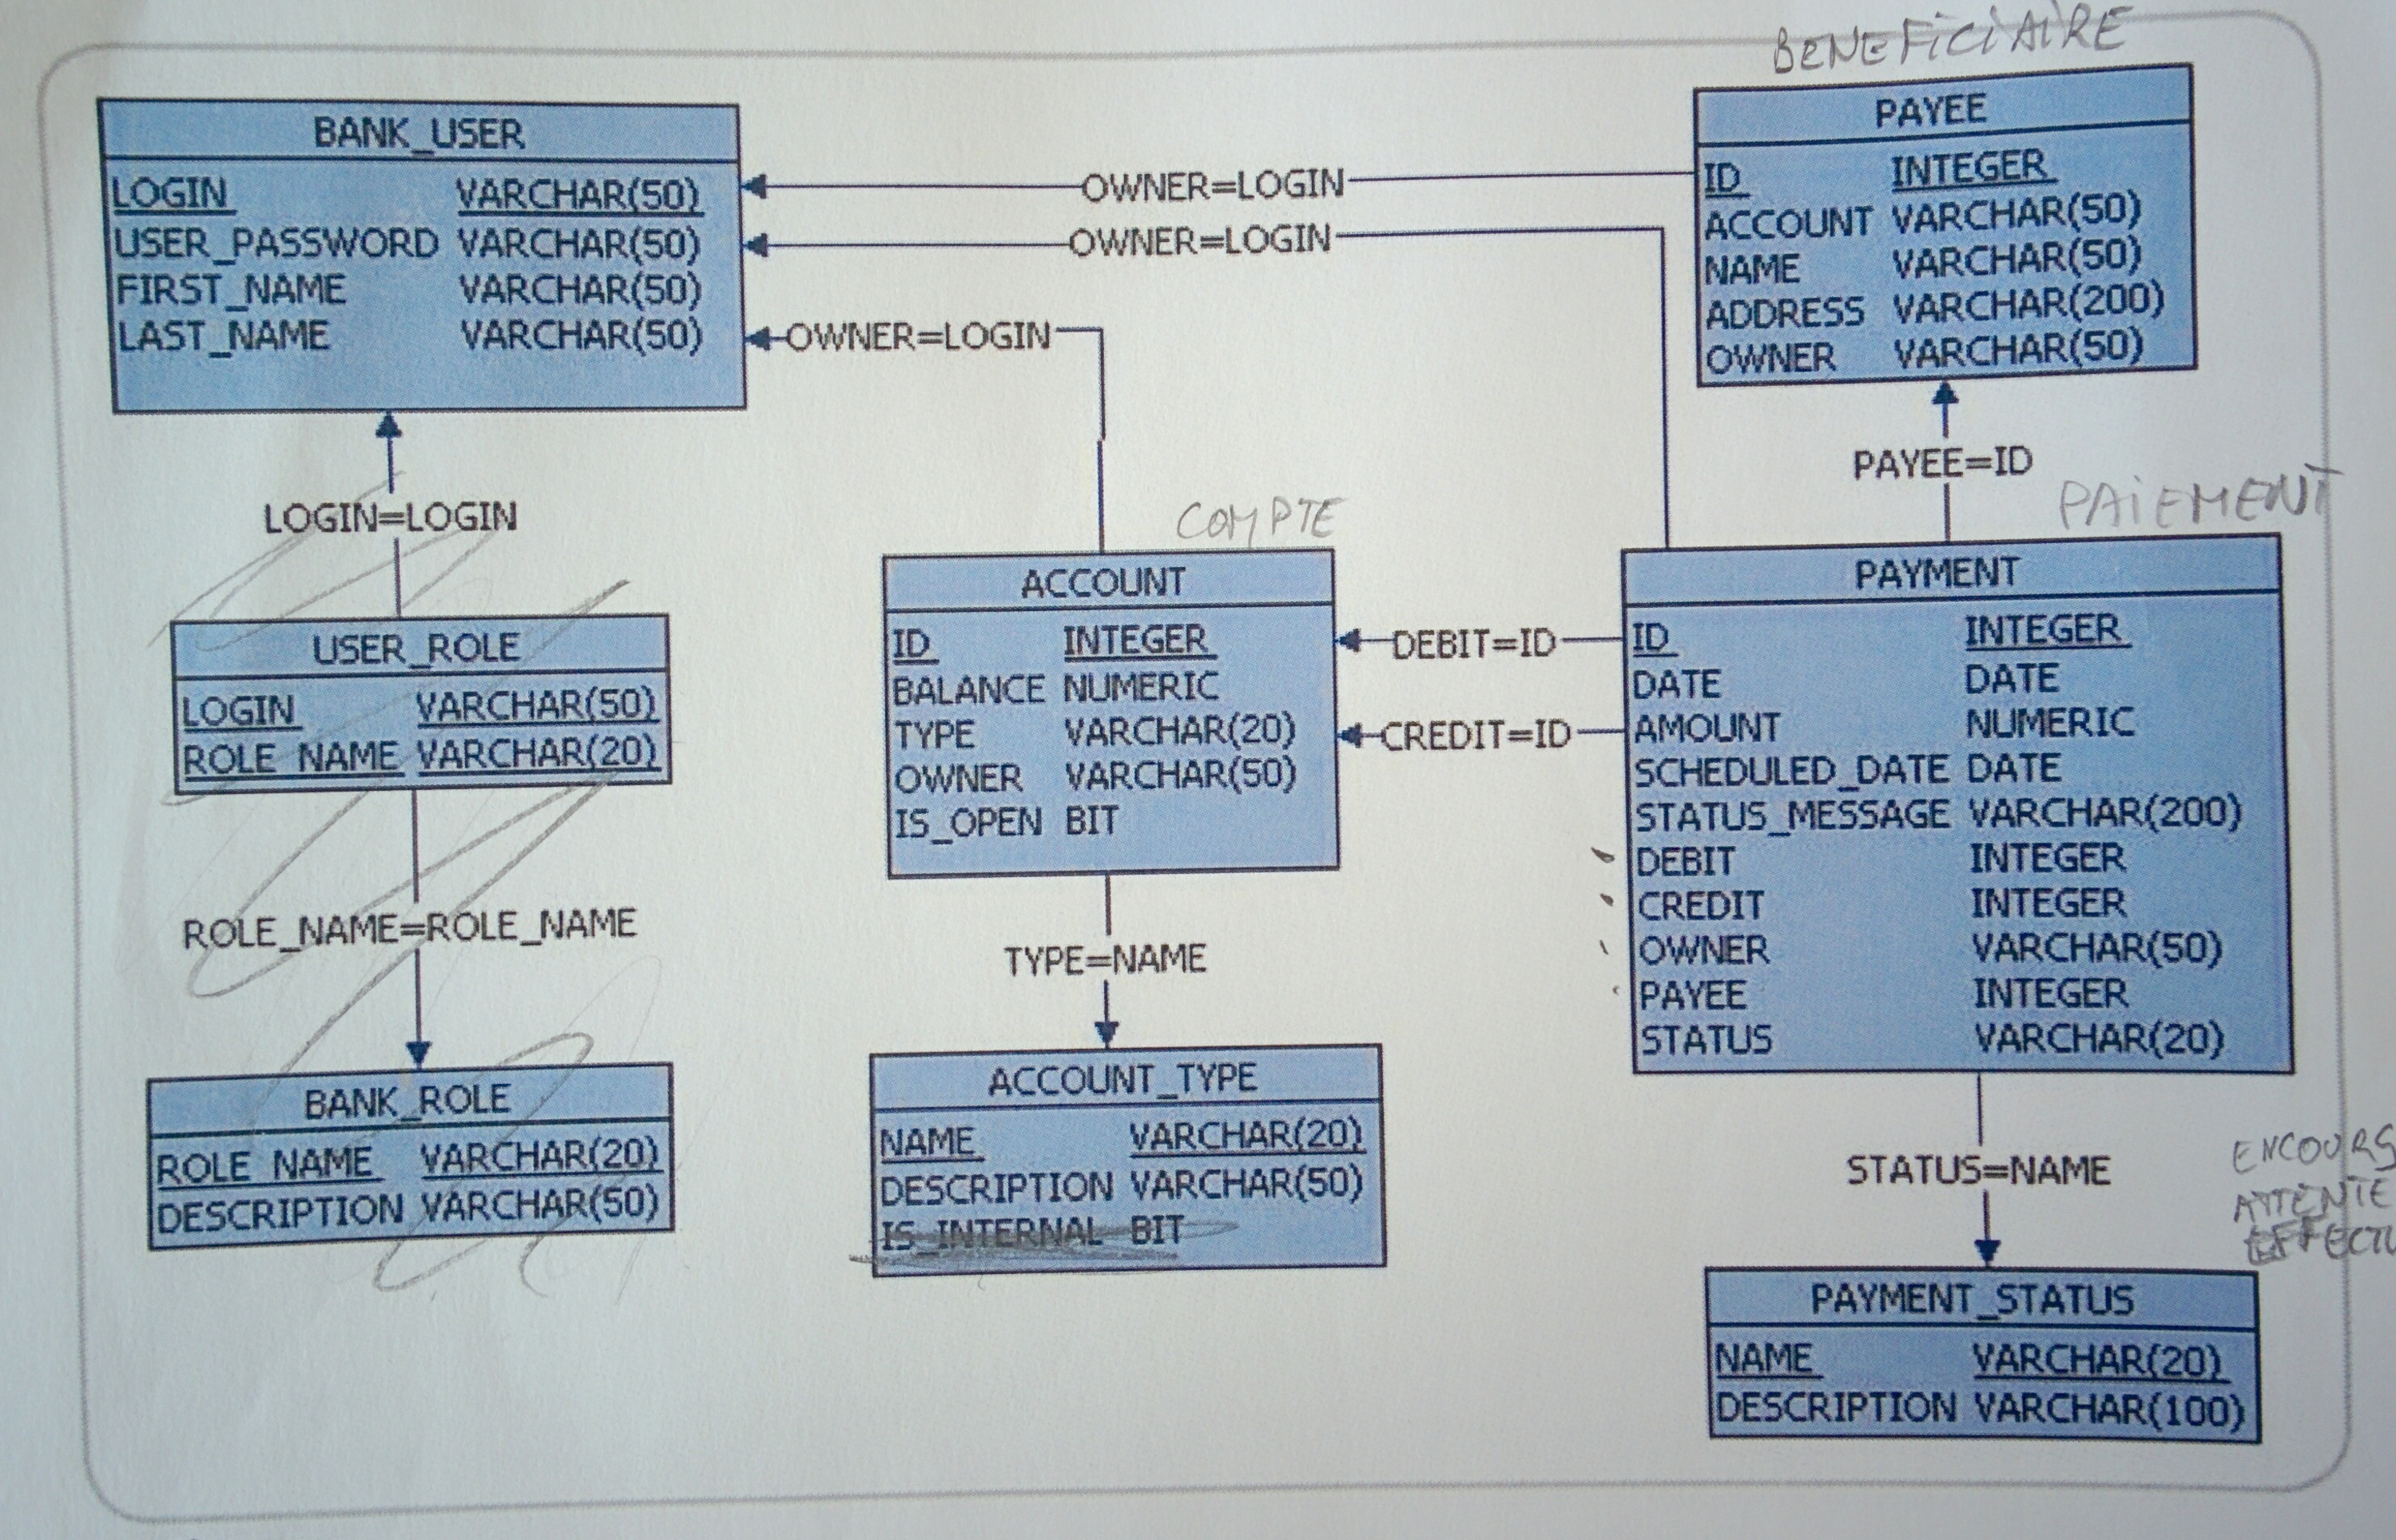 BENEFICIAIRE
BANK_USER
LOGIN VARCHAR(50)
USER_PASSWORD VARCHAR(50)
FIRST_NAME VARCHAR(50)
LAST_NAME VARCHAR(50)
OWNER=LOGIN
OWNER=LOGIN
OWNER=LOGIN
PAYEE
ID INTEGER
ACCOUNT VARCHAR(50)
NAME VARCHAR(50)
ADDRESS VARCHAR(200)
OWNER VARCHAR(50)
LOGIN=LOGIN
PAYEE=ID
COMPTE
PAIEMENT
USER_ROLE
LOGIN VARCHAR(50)
ROLE_NAME VARCHAR(20)
ACCOUNT
ID INTEGER
BALANCE NUMERIC
TYPE VARCHAR(20)
OWNER VARCHAR(50)
IS_OPEN BIT
DEBIT=ID
CREDIT=ID
PAYMENT
ID INTEGER
DATE DATE
AMOUNT NUMERIC
SCHEDULED_DATE DATE
STATUS_MESSAGE VARCHAR(200)
DEBIT INTEGER
CREDIT INTEGER
OWNER VARCHAR(50)
PAYEE INTEGER
STATUS VARCHAR(20)
ROLE_NAME=ROLE_NAME
TYPE=NAME
STATUS=NAME
ENCOURS
ATTENTE
EFFECTU
BANK_ROLE
ROLE_NAME VARCHAR(20)
DESCRIPTION VARCHAR(50)
ACCOUNT_TYPE
NAME VARCHAR(20)
DESCRIPTION VARCHAR(50)
IS_INTERNAL BIT
PAYMENT_STATUS
NAME VARCHAR(20)
DESCRIPTION VARCHAR(100)